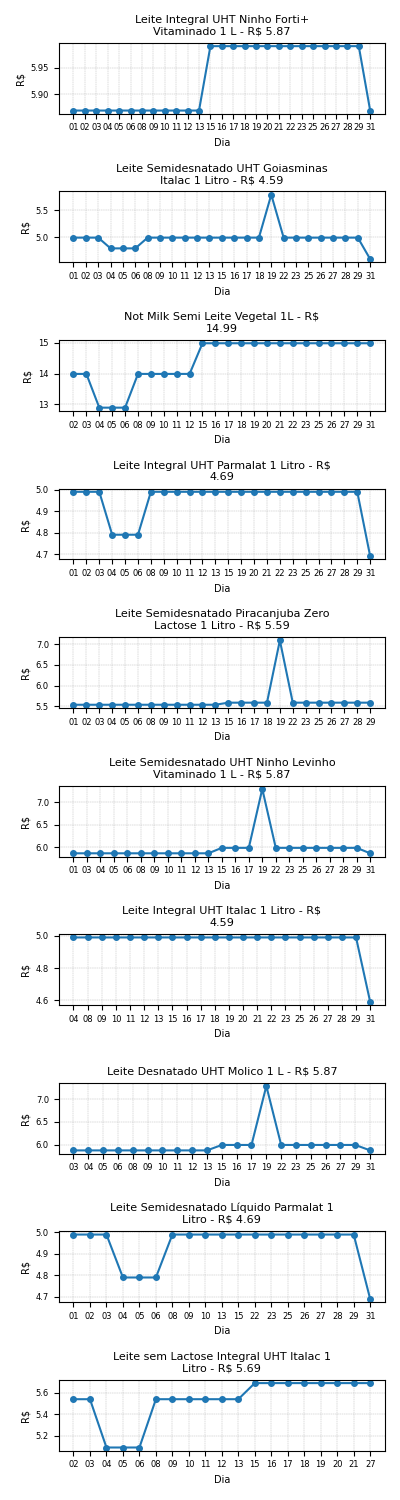 Leite Integral UHT Ninho Forti+
Vitaminado 1 L - R$ 5.87
R$
5.95
5.90
01 02 03 04 05 06 07 08 09 10 11 12 13 15 16 17 18 19 20 21 22 23 25 26 27 28 29 31
Dia
Leite Semidesnatado UHT Goiasminas
Italac 1 Litro - R$ 4.59
R$
5.5
5.0
01 02 03 04 05 06 08 09 10 11 12 13 15 16 17 18 19 20 22 23 25 26 27 28 29 31
Dia
Not Milk Semi Leite Vegetal 1L - R$
14.99
R$
15
14
13
02 03 04 05 06 08 10 11 12 13 15 16 17 18 19 20 21 22 23 25 26 27 28 31
Dia
Leite Integral UHT Parmalat 1 Litro - R$
4.69
R$
5.0
4.9
4.8
4.7
01 02 03 04 05 06 08 09 10 11 12 13 15 19 20 21 22 23 25 26 27 28 29 31
Dia
Leite Semidesnatado Piracanjuba Zero
Lactose 1 Litro - R$ 5.59
R$
7.0
6.5
6.0
5.5
01 02 03 04 05 06 08 09 10 11 12 13 15 16 17 18 19 22 23 25 26 27 28 29
Dia
Leite Semidesnatado UHT Ninho Levinho
Vitaminado 1 L - R$ 5.87
R$
7.0
6.5
6.0
01 02 03 04 05 06 08 09 10 12 13 15 16 17 19 22 23 25 26 27 28 29 31
Dia
Leite Integral UHT Italac 1 Litro - R$
4.59
R$
5.0
4.8
4.6
04 08 09 10 11 12 13 15 16 17 19 20 21 22 23 25 26 27 28 29 31
Dia
Leite Desnatado UHT Molico 1 L - R$ 5.87
R$
7.0
6.5
6.0
03 04 05 06 08 09 10 11 12 13 15 16 17 19 22 23 25 26 27 28 29 31
Dia
Leite Semidesnatado Líquido Parmalat 1
Litro - R$ 4.69
R$
5.0
4.9
4.8
4.7
01 02 03 04 05 06 08 09 10 13 15 22 23 25 26 27 28 29 31
Dia
Leite sem Lactose Integral UHT Italac 1
Litro - R$ 5.69
R$
5.6
5.4
5.2
02 03 04 05 06 08 09 10 12 13 15 16 17 18 19 20 21 27
Dia